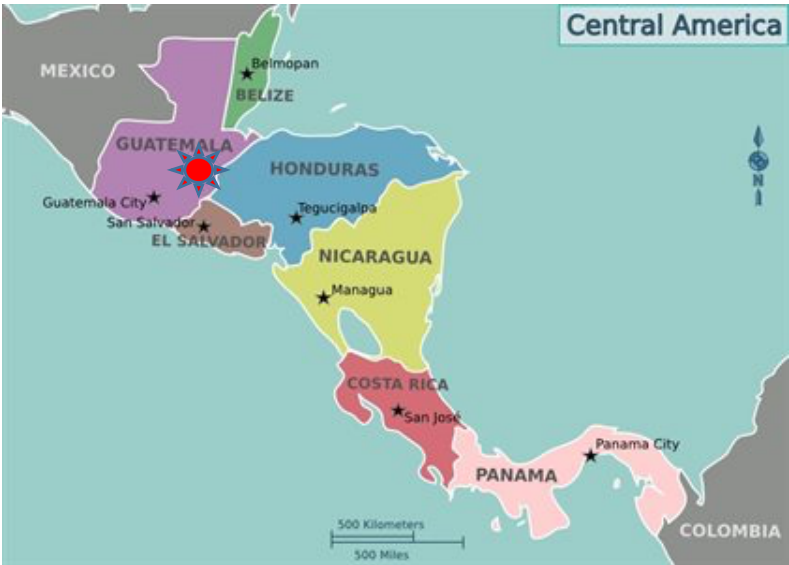 Central America
MEXICO
Belmopan
BELIZE
GUATEMALA
HONDURAS
Guatemala City
Tegucigalpa
San Salvador
EL SALVADOR
NICARAGUA
Managua
N
COSTA RICA
San José
Panama City
PANAMA
COLOMBIA
500 Kilometers
500 Miles